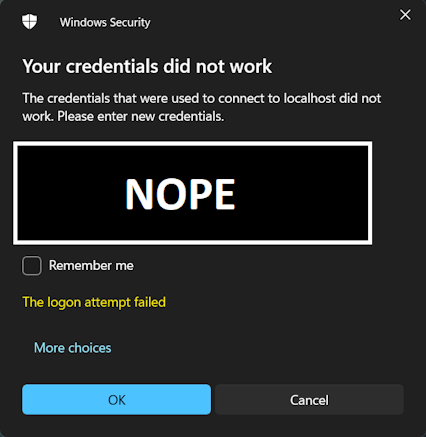 Windows Security
Your credentials did not work
The credentials that were used to connect to localhost did not
work. Please enter new credentials.
NOPE
Remember me
The logon attempt failed
More choices
OK
Cancel